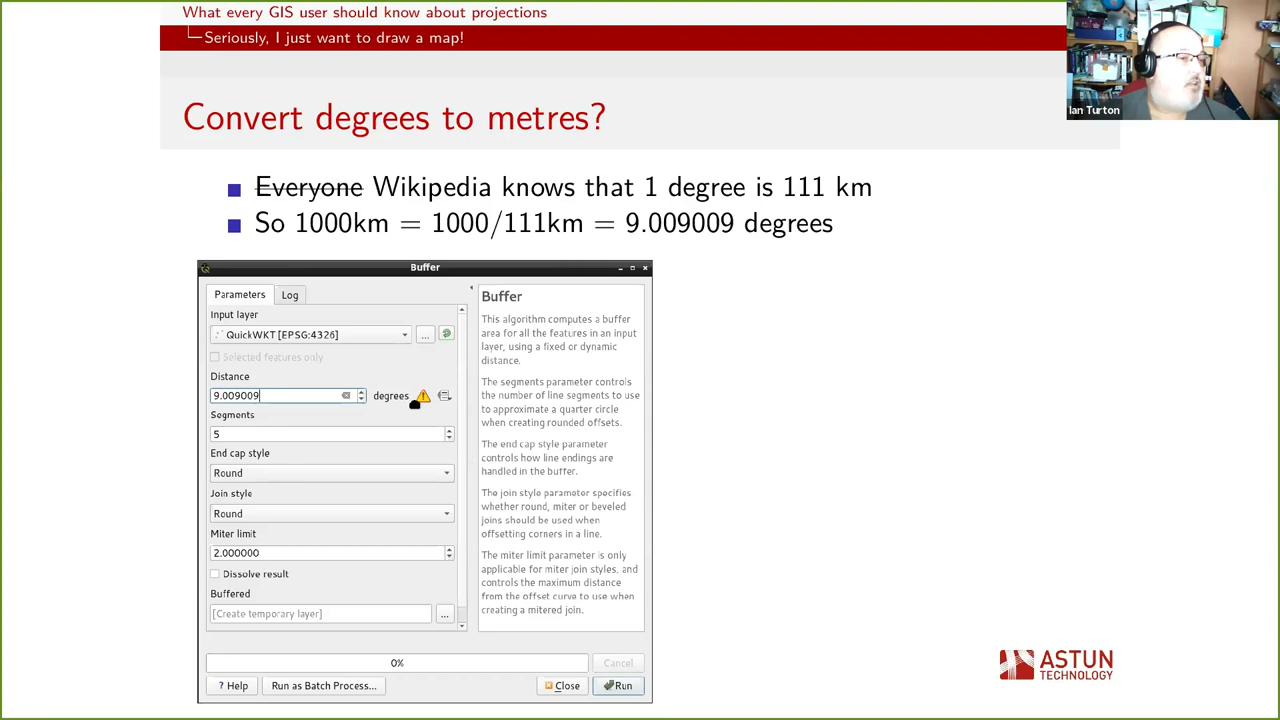 What every GIS user should know about projections
Seriously, I just want to draw a map!
Ian Turton
Convert degrees to metres?
Everyone Wikipedia knows that 1 degree is 111 km
So 1000km = 1000/111km = 9.009009 degrees
Buffer
Parameters
Log
Input layer
QuickWKT [EPSG:4326]
...
Selected features only
Distance
9.009009
degrees
Segments
5
End cap style
Round
Join style
Round
Miter limit
2.000000
Dissolve result
Buffered
[Create temporary layer]
...
Buffer
This algorithm computes a buffer
area for all the features in an input
layer, using a fixed or dynamic
distance.
The segments parameter controls
the number of line segments to use
to approximate a quarter circle
when creating rounded offsets.
The end cap style parameter
controls how line endings are
handled in the buffer.
The join style parameter specifies
whether round, miter or beveled
joins should be used when
offsetting corners in a line.
The miter limit parameter is only
applicable for miter join styles, and
controls the maximum distance
from the offset curve to use when
creating a mitered join.
0%
Cancel
? Help
Run as Batch Process...
Close
Run
ASTUN
TECHNOLOGY